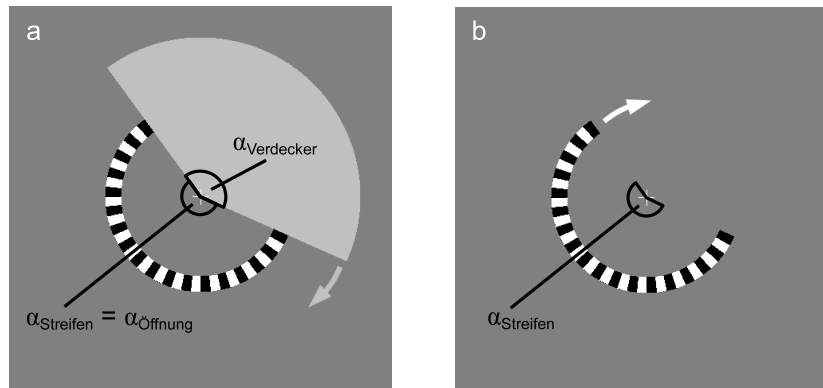 a
αVerdecker
αStreifen = αÖffnung
b
αStreifen